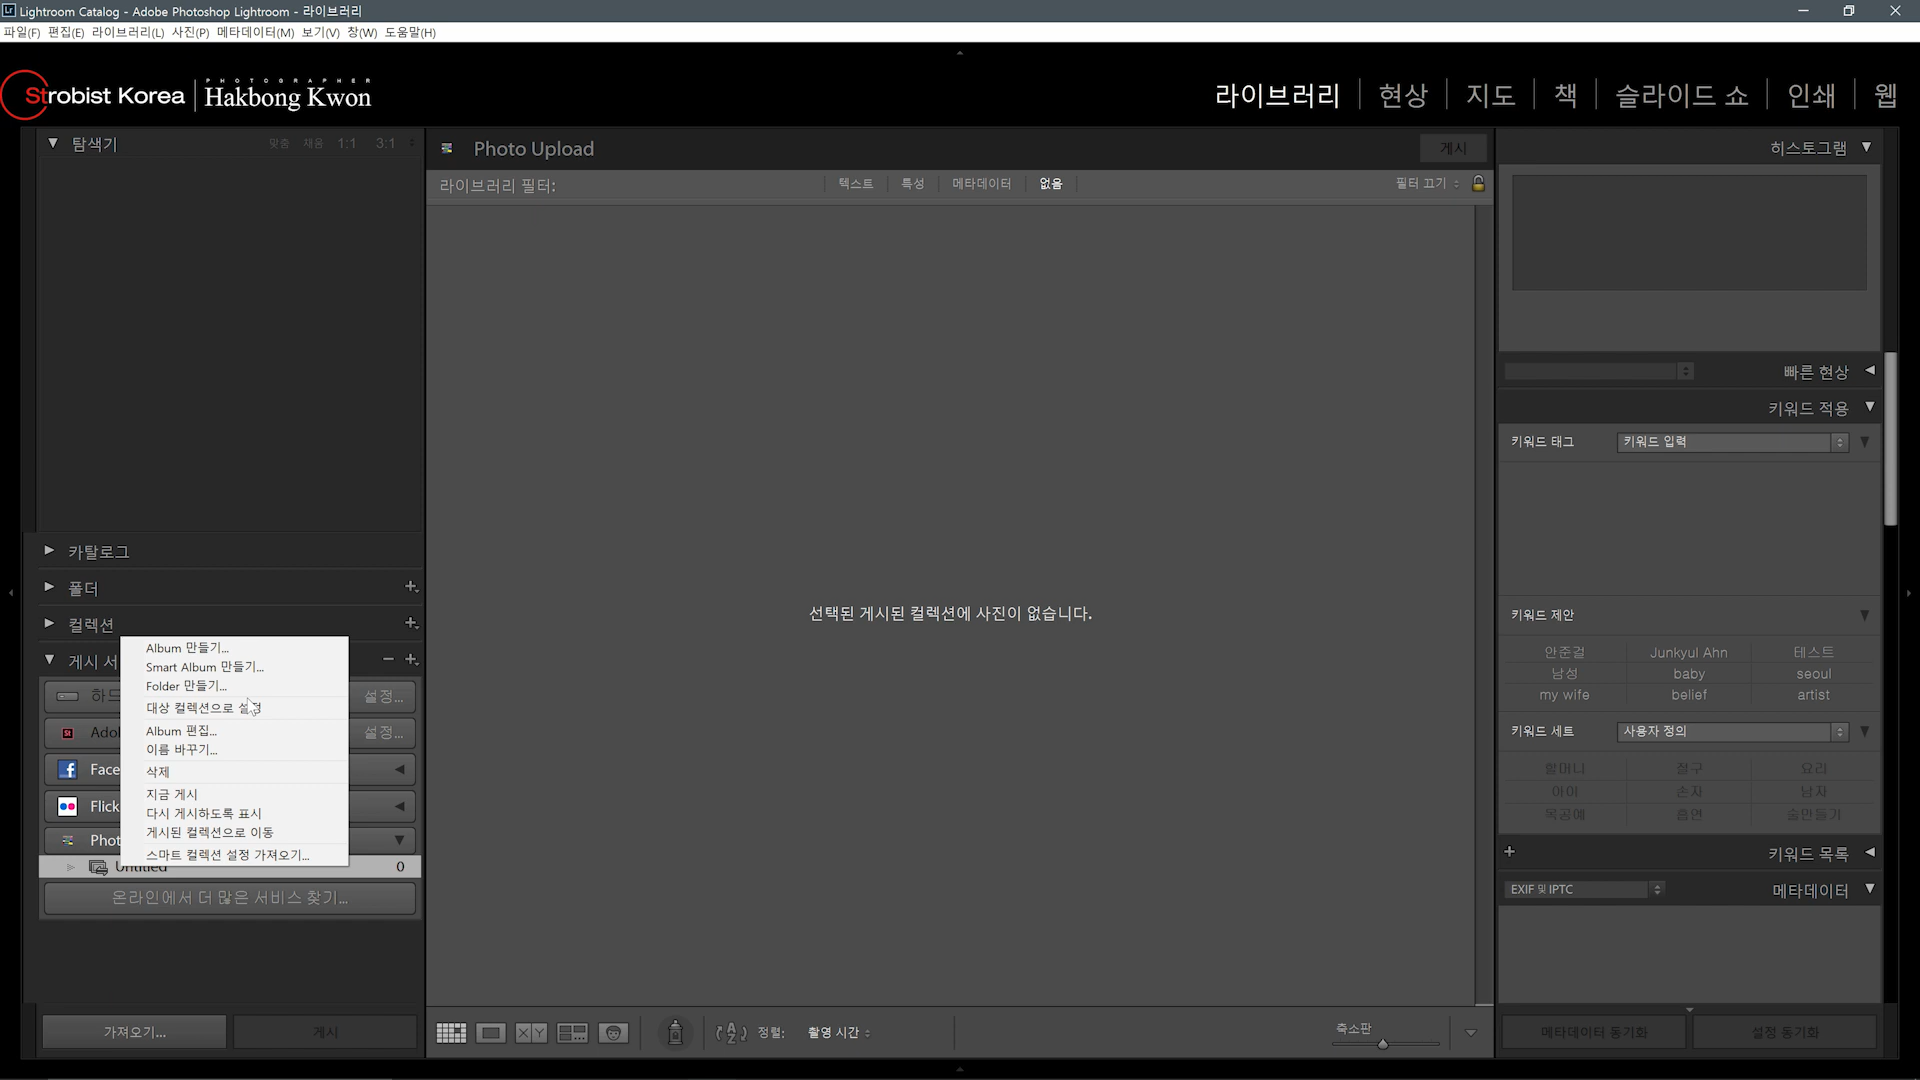 Lightroom Catalog - Adobe Photoshop Lightroom - 라이브러리
파일(F) 편집(E) 라이브러리(L) 사진(P) 메타데이터(M) 보기(V) 창(W) 도움말(H)
Strobist Korea
PHOTOGRAPHER
Hakbong Kwon
라이브러리 현상 지도 책 슬라이드 쇼 인쇄 웹
탐색기 맞춤 채움 1:1 3:1
Photo Upload 게시
히스토그램
라이브러리 필터: 텍스트 특성 메타데이터 없음 필터 끄기
빠른 현상
키워드 적용
키워드 태그 키워드 입력
카탈로그
폴더
컬렉션
선택된 게시된 컬렉션에 사진이 없습니다.
키워드 제안
안준걸 Junkyul Ahn 테스트
남성 baby seoul
my wife belief artist
게시 서
하드 설정...
Adob 설정...
Face
Flick
Phot
Untitled 0
온라인에서 더 많은 서비스 찾기...
Album 만들기...
Smart Album 만들기...
Folder 만들기...
대상 컬렉션으로 설정
Album 편집...
이름 바꾸기...
삭제
지금 게시
다시 게시하도록 표시
게시된 컬렉션으로 이동
스마트 컬렉션 설정 가져오기...
키워드 세트 사용자 정의
할머니 절구 요리
아이 손자 남자
목공예 흡연 술만들기
키워드 목록
EXIF 및 IPTC 메타데이터
가져오기... 게시
정렬: 촬영 시간
축소판
메타데이터 동기화 설정 동기화